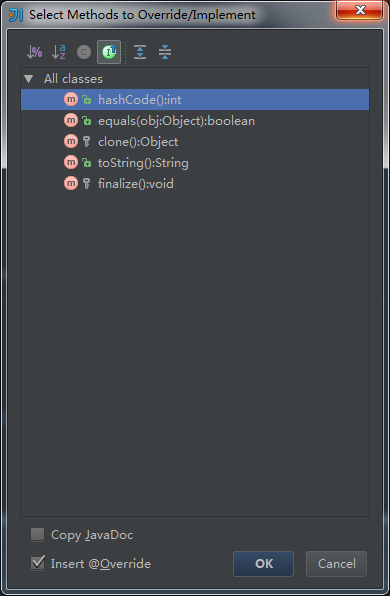 JI Select Methods to Override/Implement
All classes
hashCode():int
equals(obj:Object):boolean
clone():Object
toString():String
finalize():void
Copy JavaDoc
Insert @Override
OK Cancel